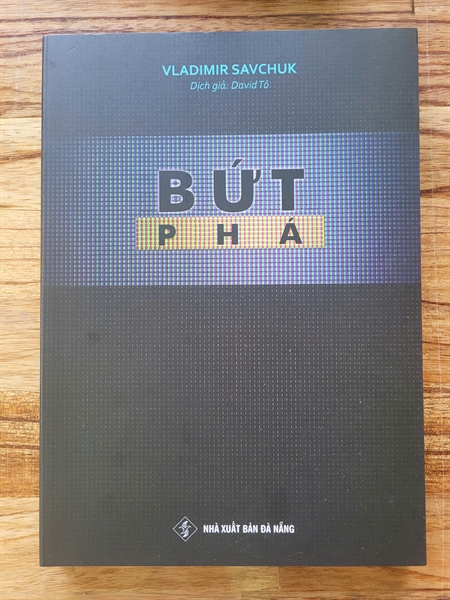 VLADIMIR SAVCHUK
Dịch giả: David Tô
BỨT
PHÁ
NHÀ XUẤT BẢN ĐÀ NẴNG